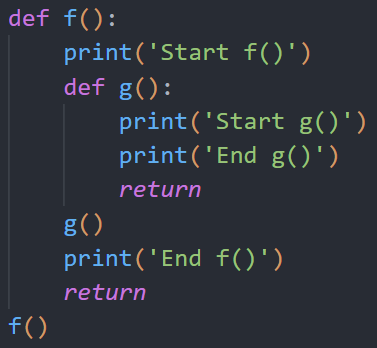 def f():
    print('Start f()')
    def g():
        print('Start g()')
        print('End g()')
        return
    g()
    print('End f()')
    return
f()